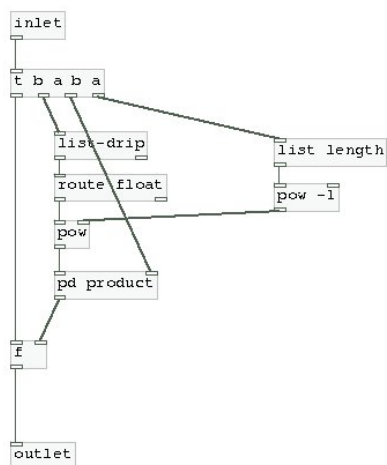 inlet
t b a b a
list-drip
list length
route float
pow -1
pow
pd product
f
outlet